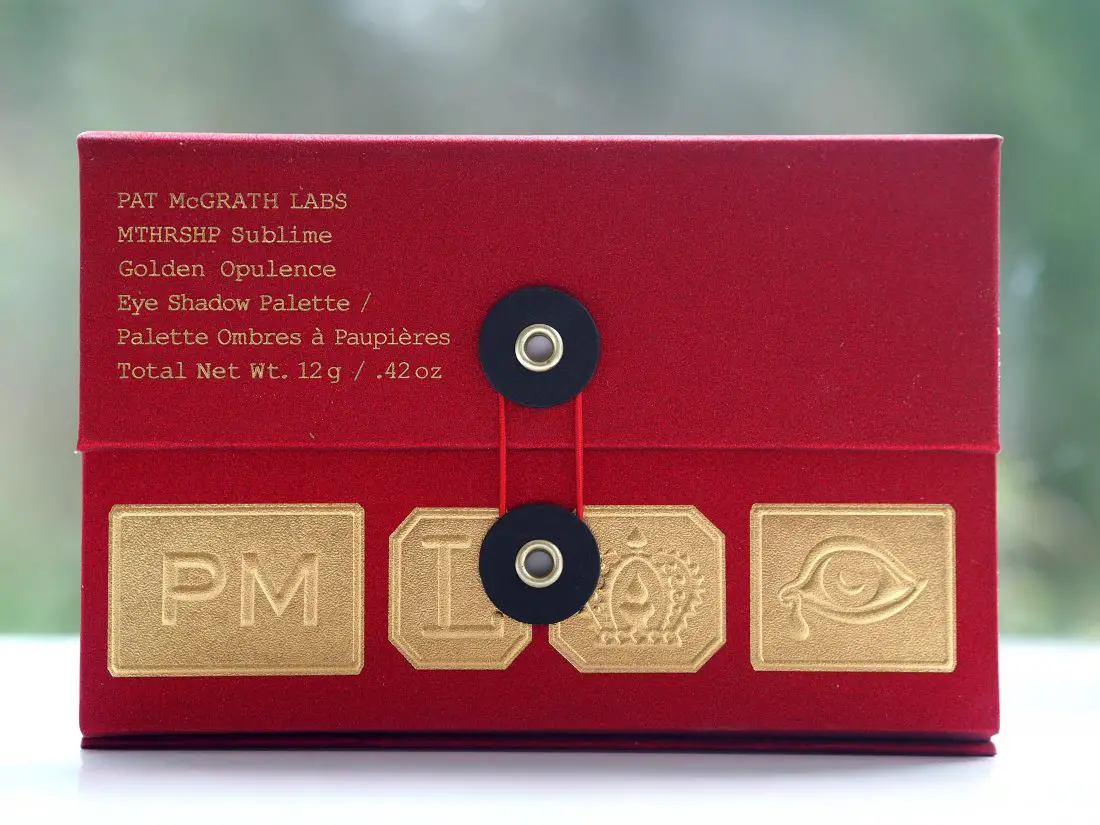 PAT McGRATH LABS
MTHRSHP Sublime
Golden Opulence
Eye Shadow Palette /
Palette Ombres à Paupières
Total Net Wt. 12 g / .42 oz
PM L